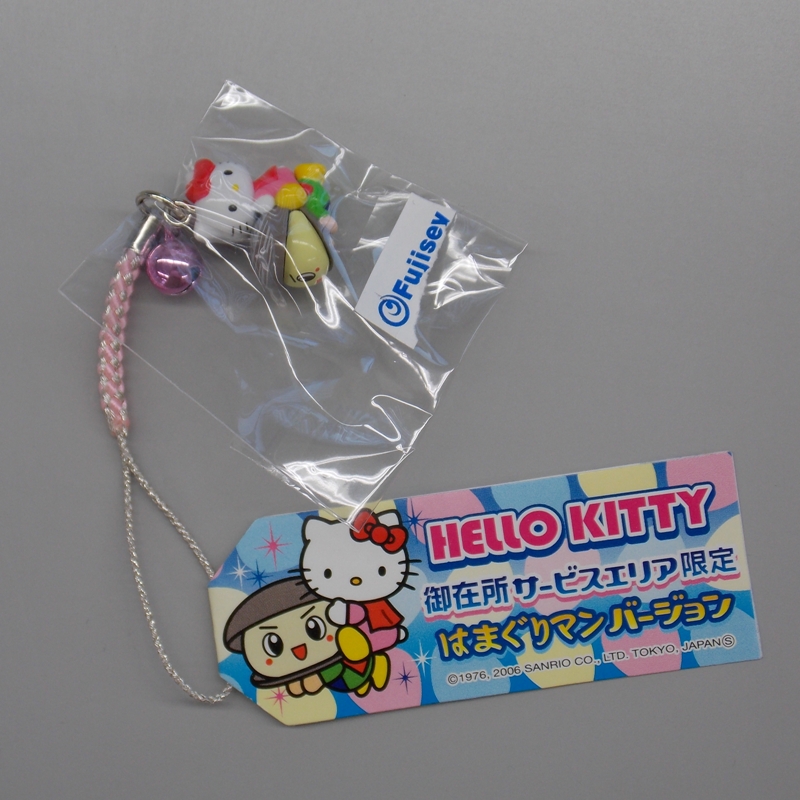 Fujisey
HELLO KITTY
御在所サービスエリア限定
はまぐりマンバージョン
©1976, 2006 SANRIO CO., LTD. TOKYO, JAPAN Ⓢ